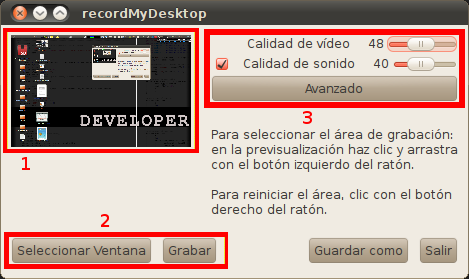 recordMyDesktop
Calidad de vídeo 48
Calidad de sonido 40
Avanzado
DEVELOPER
1
3
Para seleccionar el área de grabación:
en la previsualización haz clic y arrastra
con el botón izquierdo del ratón.
Para reiniciar el área, clic con el botón
derecho del ratón.
2
Seleccionar Ventana Grabar Guardar como Salir